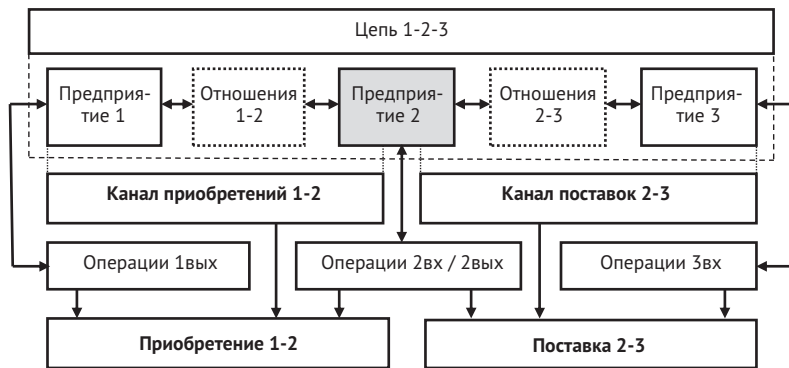 Цепь 1-2-3
Предприя-
тие 1
Отношения
1-2
Предприя-
тие 2
Отношения
2-3
Предприя-
тие 3
Канал приобретений 1-2
Канал поставок 2-3
Операции 1вых
Операции 2вх / 2вых
Операции 3вх
Приобретение 1-2
Поставка 2-3